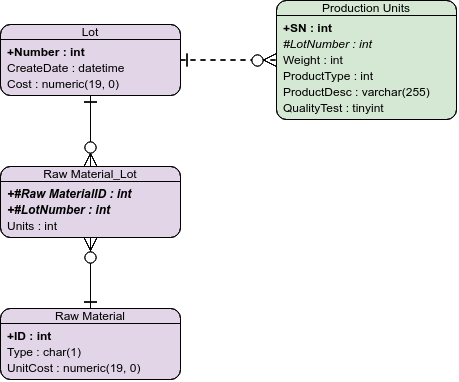 Lot
+Number : int
CreateDate : datetime
Cost : numeric(19, 0)
Production Units
+SN : int
#LotNumber : int
Weight : int
ProductType : int
ProductDesc : varchar(255)
QualityTest : tinyint
Raw Material_Lot
+#Raw MaterialID : int
+#LotNumber : int
Units : int
Raw Material
+ID : int
Type : char(1)
UnitCost : numeric(19, 0)